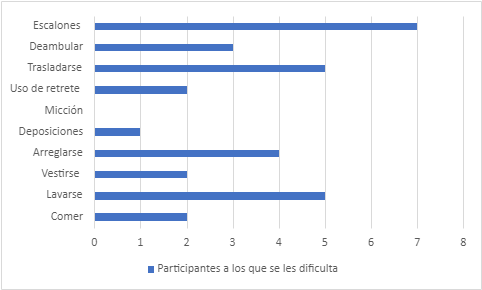 Escalones
Deambular
Trasladarse
Uso de retrete
Micción
Deposiciones
Arreglarse
Vestirse
Lavarse
Comer
0 1 2 3 4 5 6 7 8
Participantes a los que se les dificulta